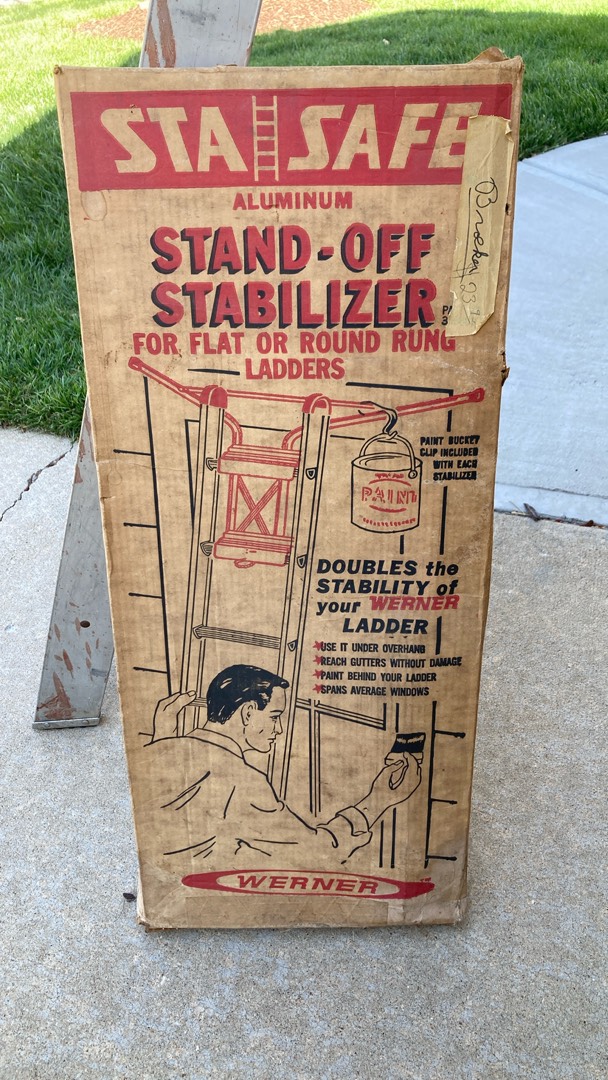 STA SAFE
ALUMINUM
STAND-OFF
STABILIZER
FOR FLAT OR ROUND RUNG
LADDERS
PAINT BUCKET
CLIP INCLUDED
WITH EACH
STABILIZER
PAINT
DOUBLES the
STABILITY of
your WERNER
LADDER
USE IT UNDER OVERHANG
REACH GUTTERS WITHOUT DAMAGE
PAINT BEHIND YOUR LADDER
SPANS AVERAGE WINDOWS
WERNER